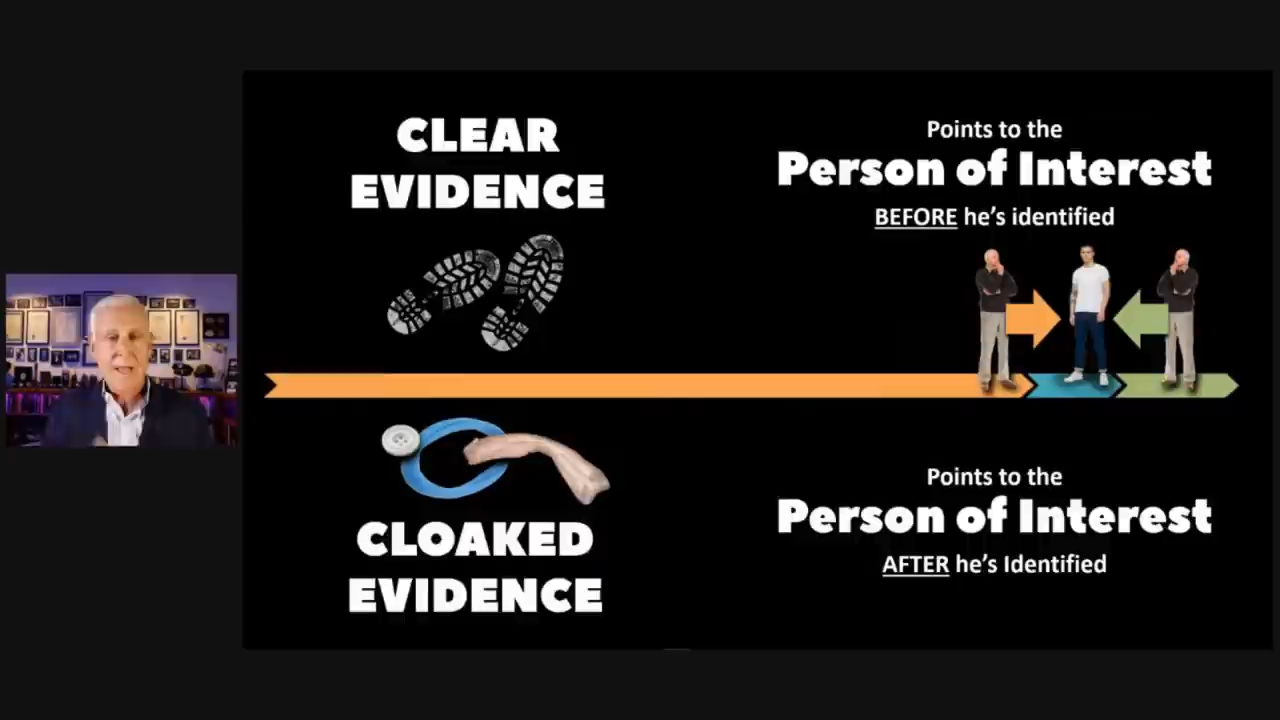 CLEAR
EVIDENCE
Points to the
Person of Interest
BEFORE he's identified
CLOAKED
EVIDENCE
Points to the
Person of Interest
AFTER he's Identified